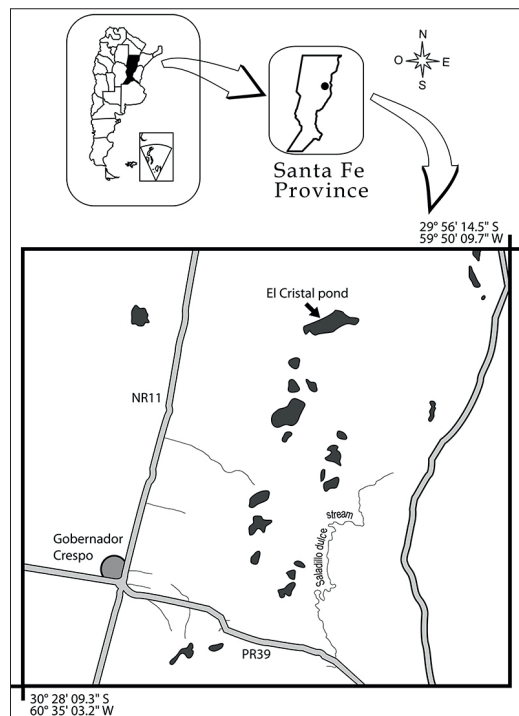 N
O E
S
Santa Fe
Province
29° 56' 14.5" S
59° 50' 09.7" W
El Cristal pond
NR11
Saladillo dulce
stream
Gobernador
Crespo
PR39
30° 28' 09.3" S
60° 35' 03.2" W